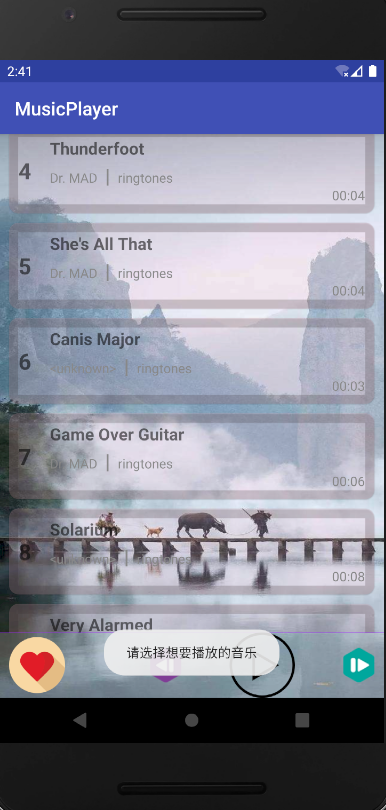 2:41
MusicPlayer
Thunderfoot
4
Dr. MAD | ringtones
00:04
She's All That
5
Dr. MAD | ringtones
00:04
Canis Major
6
<unknown> | ringtones
00:03
Game Over Guitar
7
Dr. MAD | ringtones
00:06
Solarium
8
<unknown> | ringtones
00:08
Very Alarmed
请选择想要播放的音乐